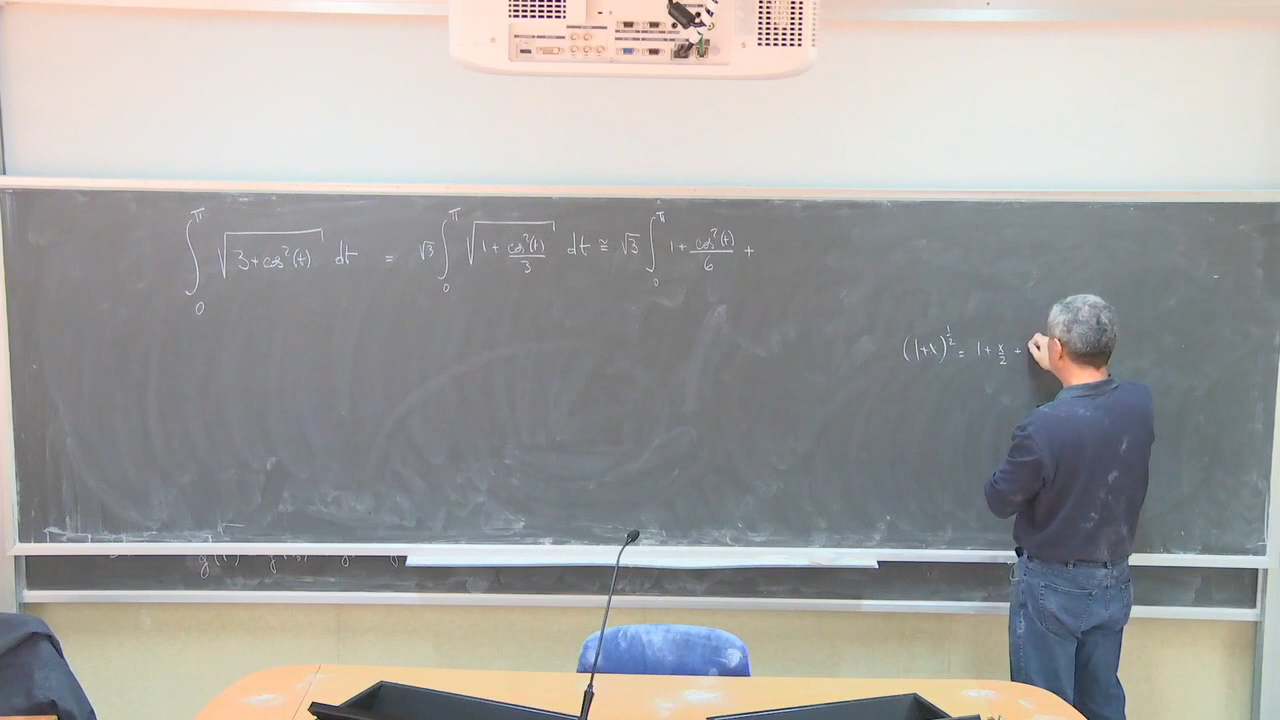 ∫₀^π √(3+cos²(t)) dt = √3 ∫₀^π √(1 + cos²(t)/3) dt ≅ √3 ∫₀^π 1 + cos²(t)/6 +
(1+x)^(1/2) = 1 + x/2 +